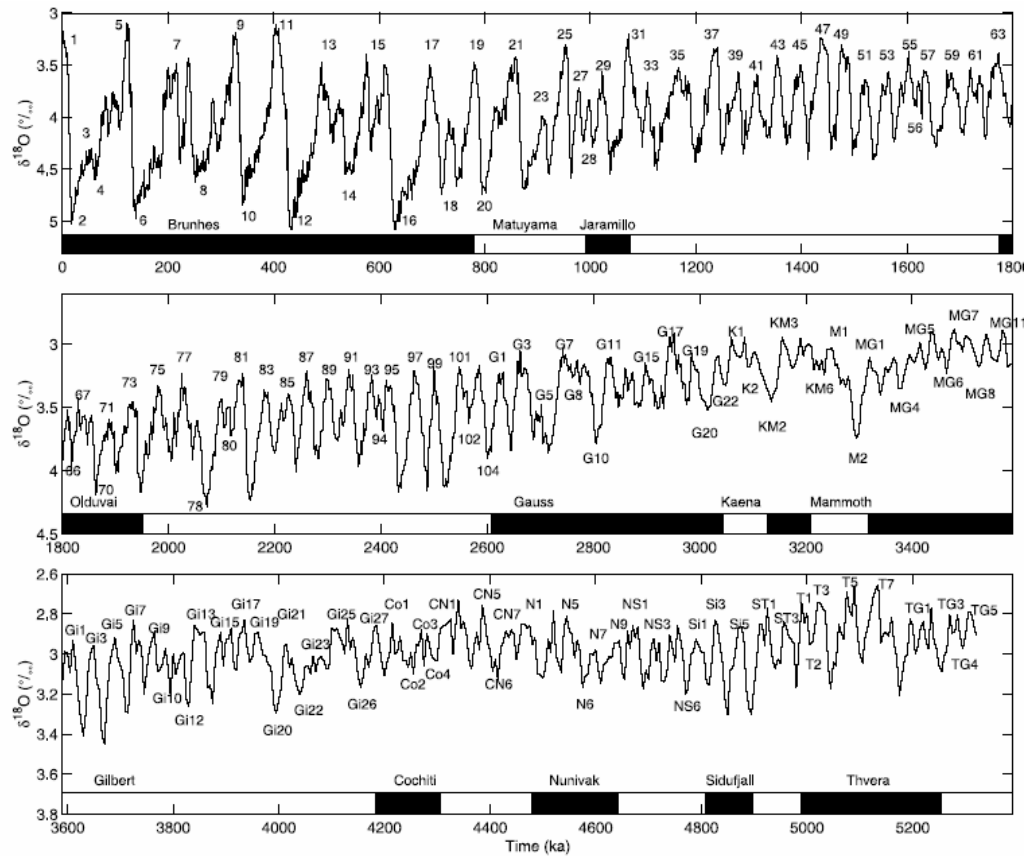 3
1 5 7 9 11 13 15 17 19 21 23 25 27 29 31 33 35 37 39 41 43 45 47 49 51 53 55 57 59 61 63
3.5
δ18O (°/°°)
4
3 28 56
4.5
4 8 14 18 20
5
2 6 10 12 16
Brunhes Matuyama Jaramillo
0 200 400 600 800 1000 1200 1400 1600 1800
3
77 81 83 87 91 93 95 97 99 101 G1 G3 G7 G11 G15 G17 G19 K1 KM3 M1 MG1 MG5 MG7 MG11
67 71 73 75 79 85 89 G5 G8 G22 K2 KM6 MG6 MG8
3.5
δ18O (°/°°)
80 94 102 G20 KM2 MG4
4
66 70 78 104 G10 M2
Olduvai Gauss Kaena Mammoth
4.5
1800 2000 2200 2400 2600 2800 3000 3200 3400
2.6
T1 T3 T5 T7
2.8
Gi1 Gi3 Gi5 Gi7 Gi9 Gi13 Gi15 Gi17 Gi19 Gi21 Gi23 Gi25 Gi27 Co1 Co3 CN1 CN5 CN7 N1 N5 N7 N9 NS1 NS3 Si1 Si3 Si5 ST1 ST3 TG1 TG3 TG5
3
δ18O (°/°°)
Co4 T2 TG4
3.2
Gi10 Gi12 Gi20 Gi22 Gi26 Co2 CN6 N6 NS6
3.4
3.6
Gilbert Cochiti Nunivak Sidufjall Thvera
3.8
3600 3800 4000 4200 4400 4600 4800 5000 5200
Time (ka)